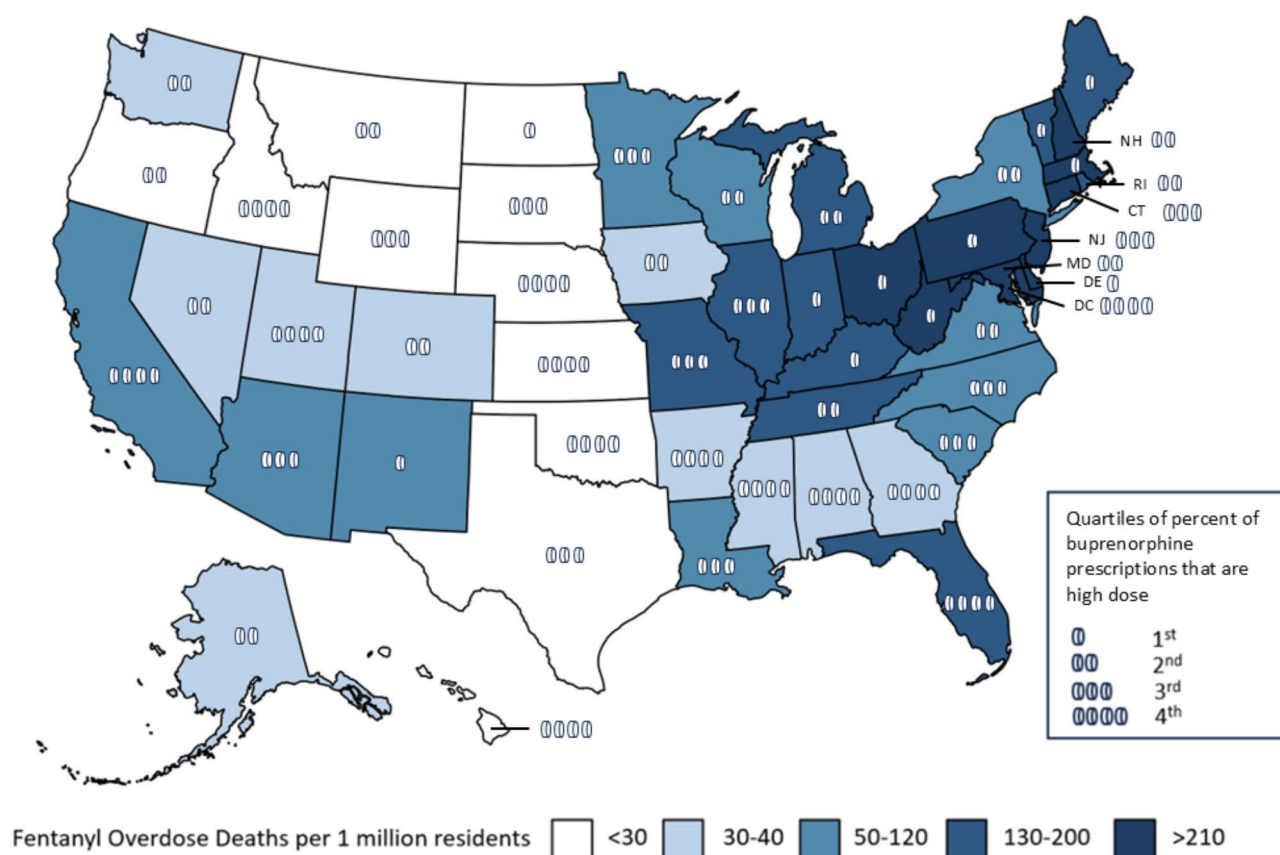 NH
RI
CT
NJ
MD
DE
DC
Quartiles of percent of
buprenorphine
prescriptions that are
high dose
1st
2nd
3rd
4th
Fentanyl Overdose Deaths per 1 million residents <30 30-40 50-120 130-200 >210